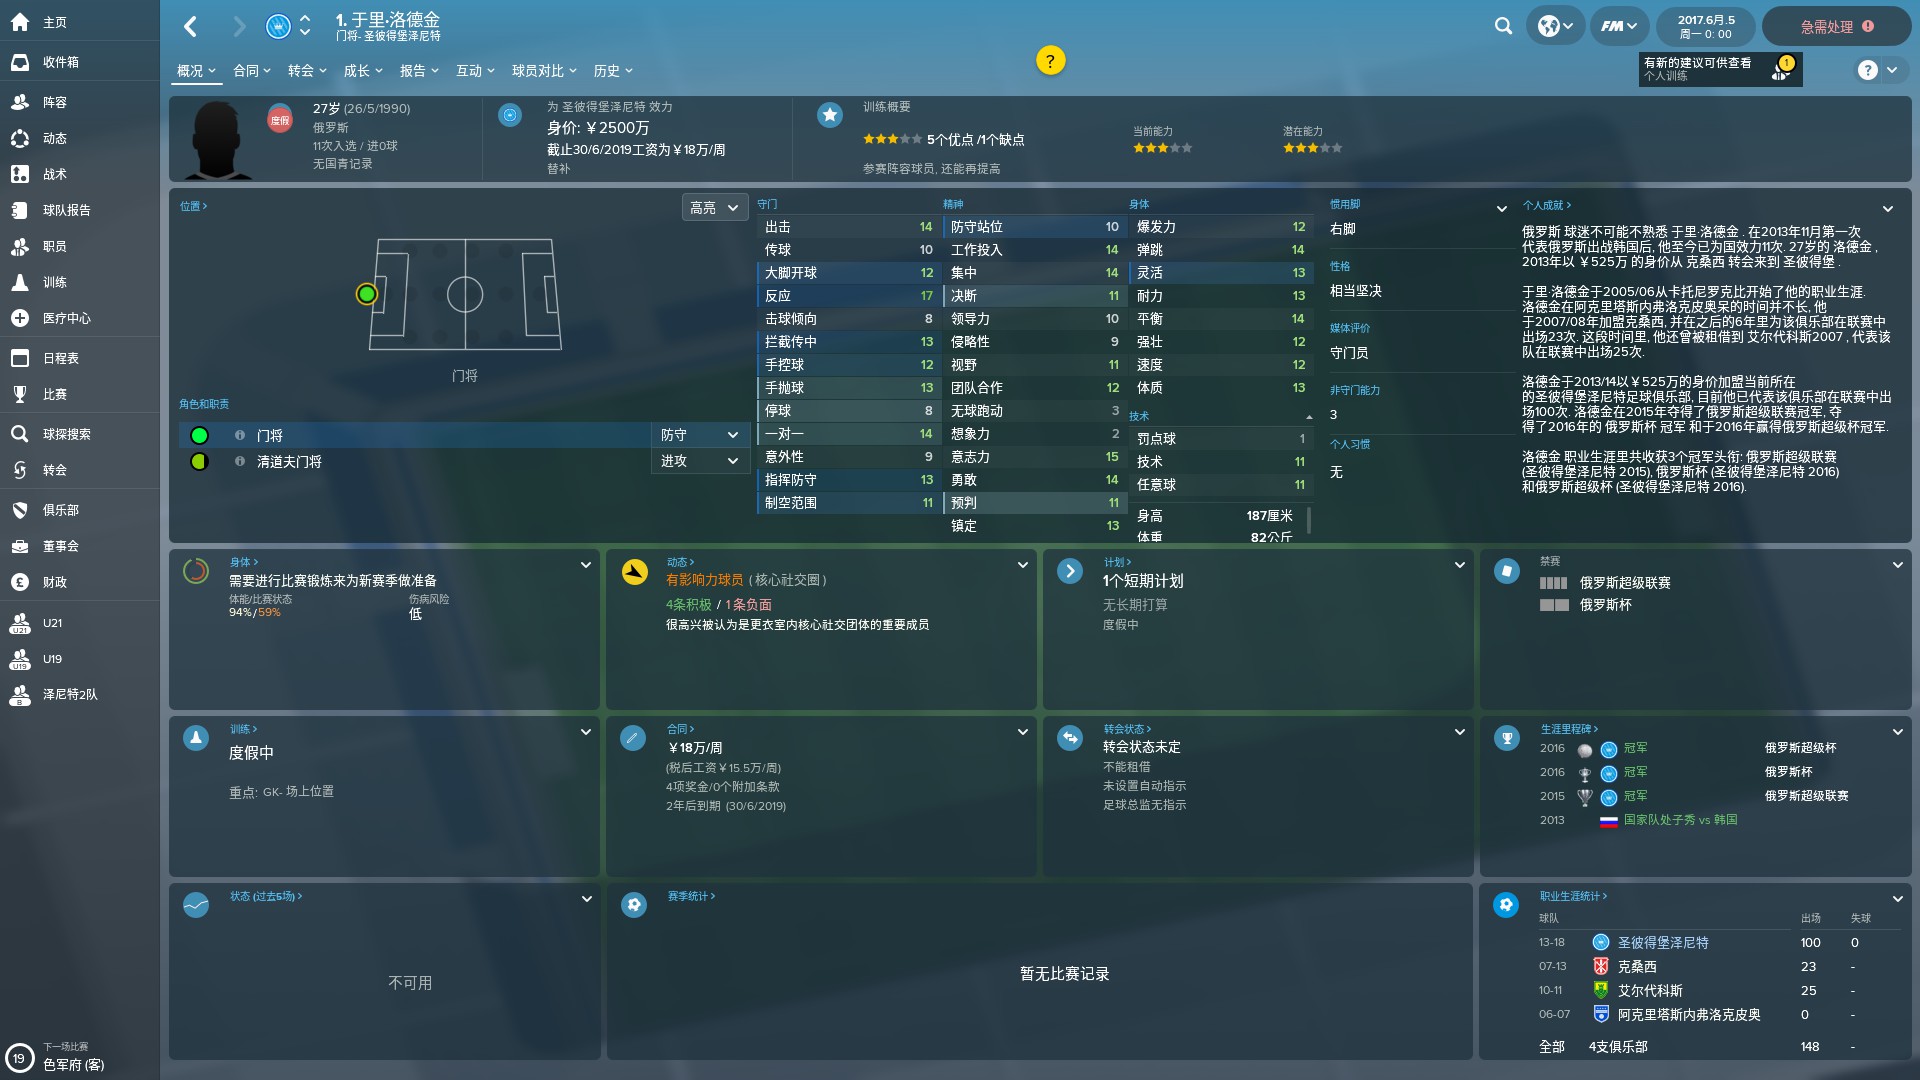 主页
收件箱
阵容
动态
战术
球队报告
职员
训练
医疗中心
日程表
比赛
球探搜索
转会
俱乐部
董事会
财政
U21
U19
泽尼特2队
下一场比赛
19
色军府 (客)
1. 于里·洛德金
门将- 圣彼得堡泽尼特
FM
2017.6月.5
周一 0: 00
急需处理
概况
合同
转会
成长
报告
互动
球员对比
历史
?
有新的建议可供查看
个人训练
1
?
度假
27岁 (26/5/1990)
俄罗斯
11次入选 / 进0球
无国青记录
为 圣彼得堡泽尼特 效力
身价: ￥2500万
截止30/6/2019工资为￥18万/周
替补
训练概要
5个优点 /1个缺点
参赛阵容球员, 还能再提高
当前能力
潜在能力
位置
高亮
门将
角色和职责
门将 防守
清道夫门将 进攻
守门
出击 14
传球 10
大脚开球 12
反应 17
击球倾向 8
拦截传中 13
手控球 12
手抛球 13
停球 8
一对一 14
意外性 9
指挥防守 13
制空范围 11
精神
防守站位 10
工作投入 14
集中 14
决断 11
领导力 10
侵略性 9
视野 11
团队合作 12
无球跑动 3
想象力 2
意志力 15
勇敢 14
预判 11
镇定 13
身体
爆发力 12
弹跳 14
灵活 13
耐力 13
平衡 14
强壮 12
速度 12
体质 13
技术
罚点球 1
技术 11
任意球 11
身高 187厘米
体重 82公斤
惯用脚
右脚
性格
相当坚决
媒体评价
守门员
非守门能力
3
个人习惯
无
个人成就
俄罗斯 球迷不可能不熟悉 于里·洛德金 . 在2013年11月第一次
代表俄罗斯出战韩国后, 他至今已为国效力11次. 27岁的 洛德金 ,
2013年以 ￥525万 的身价从 克桑西 转会来到 圣彼得堡 .
于里·洛德金于2005/06从卡托尼罗克比开始了他的职业生涯.
洛德金在阿克里塔斯内弗洛克皮奥呆的时间并不长, 他
于2007/08年加盟克桑西, 并在之后的6年里为该俱乐部在联赛中
出场23次. 这段时间里, 他还曾被租借到 艾尔代科斯2007 , 代表该
队在联赛中出场25次.
洛德金于2013/14以￥525万的身价加盟当前所在
的圣彼得堡泽尼特足球俱乐部, 目前他已代表该俱乐部在联赛中出
场100次. 洛德金在2015年夺得了俄罗斯超级联赛冠军, 夺
得了2016年的 俄罗斯杯 冠军 和于2016年赢得俄罗斯超级杯冠军.
洛德金 职业生涯里共收获3个冠军头衔: 俄罗斯超级联赛
(圣彼得堡泽尼特 2015), 俄罗斯杯 (圣彼得堡泽尼特 2016)
和俄罗斯超级杯 (圣彼得堡泽尼特 2016).
身体
需要进行比赛锻炼来为新赛季做准备
体能/比赛状态 伤病风险
94%/59% 低
动态
有影响力球员 ( 核心社交圈 )
4条积极 / 1条负面
很高兴被认为是更衣室内核心社交团体的重要成员
计划
1个短期计划
无长期打算
度假中
禁赛
俄罗斯超级联赛
俄罗斯杯
训练
度假中
重点: GK- 场上位置
合同
￥18万/周
(税后工资￥15.5万/周)
4项奖金/0个附加条款
2年后到期 (30/6/2019)
转会状态
转会状态未定
不能租借
未设置自动指示
足球总监无指示
生涯里程碑
2016 冠军 俄罗斯超级杯
2016 冠军 俄罗斯杯
2015 冠军 俄罗斯超级联赛
2013 国家队处子秀 vs 韩国
状态 (过去5场)
不可用
赛季统计
暂无比赛记录
职业生涯统计
球队 出场 失球
13-18 圣彼得堡泽尼特 100 0
07-13 克桑西 23 -
10-11 艾尔代科斯 25 -
06-07 阿克里塔斯内弗洛克皮奥 0 -
全部 4支俱乐部 148 -